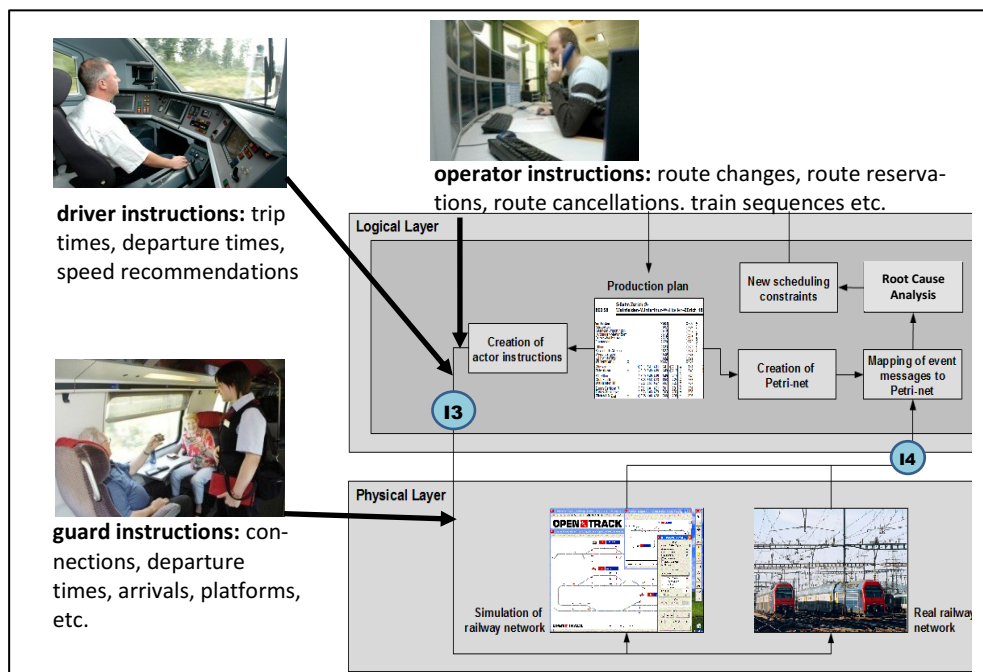 operator instructions: route changes, route reserva-
tions, route cancellations. train sequences etc.
driver instructions: trip
times, departure times,
speed recommendations
Logical Layer
Production plan
New scheduling
constraints
Root Cause
Analysis
Creation of
actor instructions
Creation of
Petri-net
Mapping of event
messages to
Petri-net
I3
I4
guard instructions: con-
nections, departure
times, arrivals, platforms,
etc.
Physical Layer
OPENTRACK
Simulation of
railway network
Real railway
network